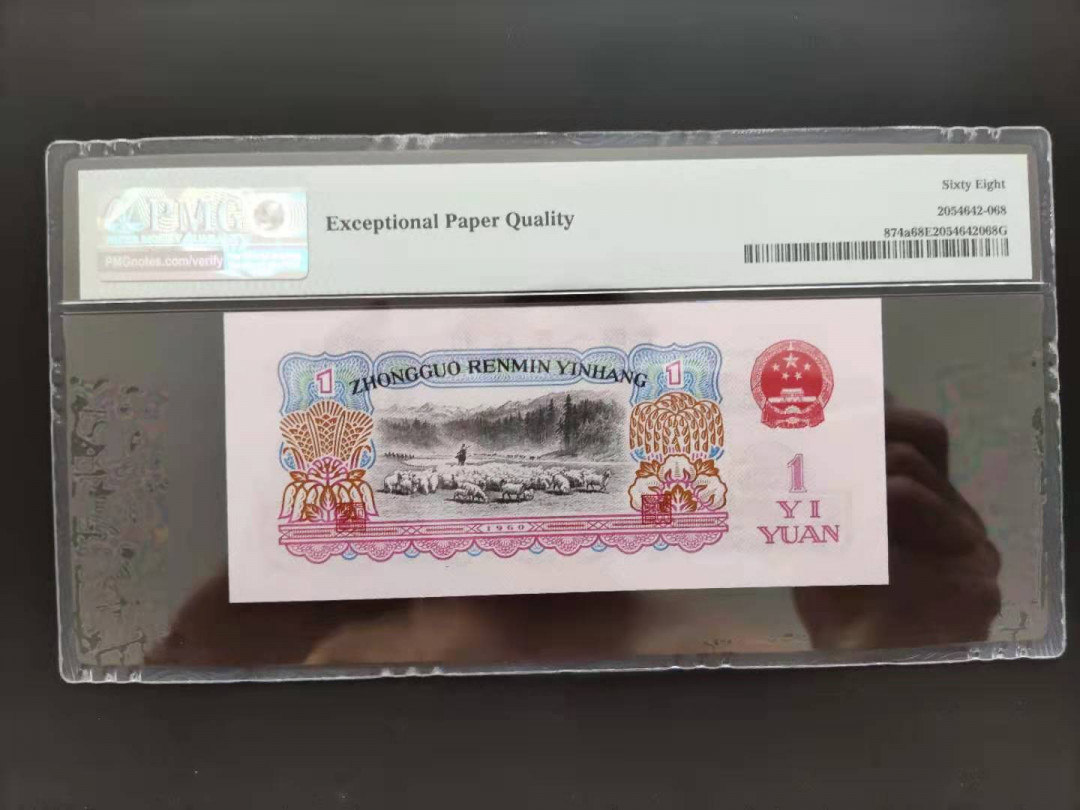 PMG
PMGnotes.com/verify
Exceptional Paper Quality
Sixty Eight
2054642-068
874a68E2054642068G
1
ZHONGGUO RENMIN YINHANG
1
1960
1
YI
YUAN